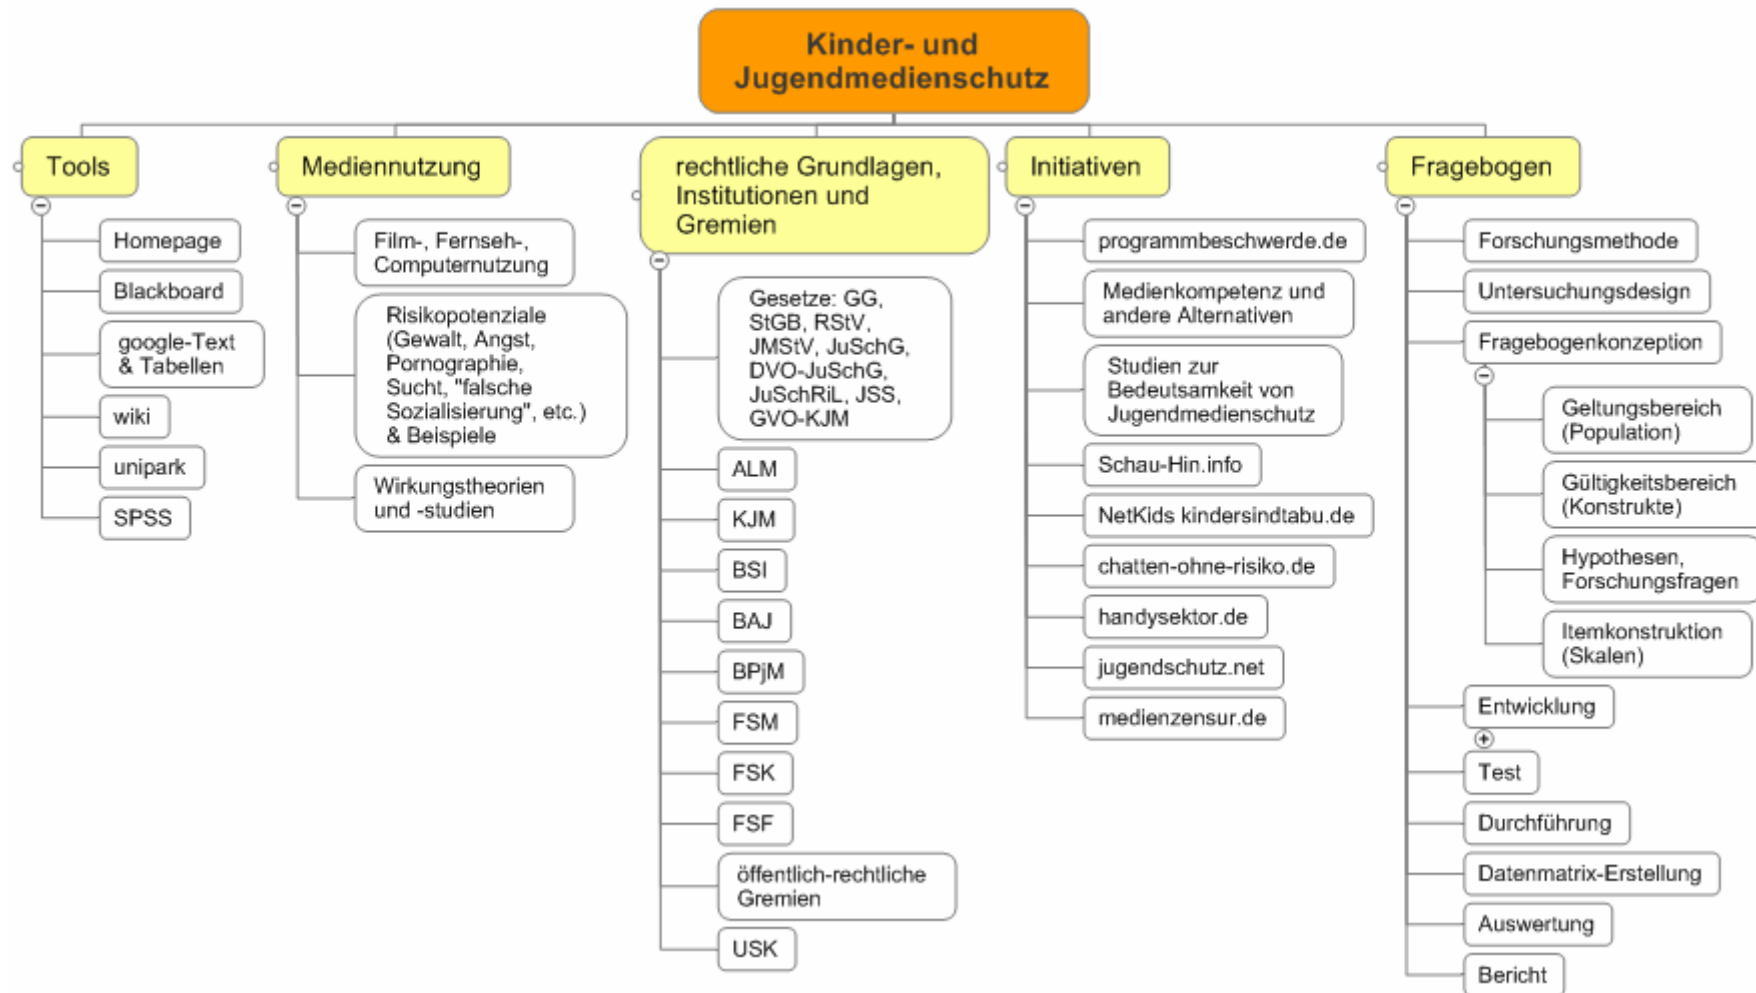 Kinder- und
Jugendmedienschutz
Tools
Homepage
Blackboard
google-Text
& Tabellen
wiki
unipark
SPSS
Mediennutzung
Film-, Fernseh-,
Computernutzung
Risikopotenziale
(Gewalt, Angst,
Pornographie,
Sucht, "falsche
Sozialisierung", etc.)
& Beispiele
Wirkungstheorien
und -studien
rechtliche Grundlagen,
Institutionen und
Gremien
Gesetze: GG,
StGB, RStV,
JMStV, JuSchG,
DVO-JuSchG,
JuSchRiL, JSS,
GVO-KJM
ALM
KJM
BSI
BAJ
BPjM
FSM
FSK
FSF
öffentlich-rechtliche
Gremien
USK
Initiativen
programmbeschwerde.de
Medienkompetenz und
andere Alternativen
Studien zur
Bedeutsamkeit von
Jugendmedienschutz
Schau-Hin.info
NetKids kindersindtabu.de
chatten-ohne-risiko.de
handysektor.de
jugendschutz.net
medienzensur.de
Fragebogen
Forschungsmethode
Untersuchungsdesign
Fragebogenkonzeption
Geltungsbereich
(Population)
Gültigkeitsbereich
(Konstrukte)
Hypothesen,
Forschungsfragen
Itemkonstruktion
(Skalen)
Entwicklung
Test
Durchführung
Datenmatrix-Erstellung
Auswertung
Bericht